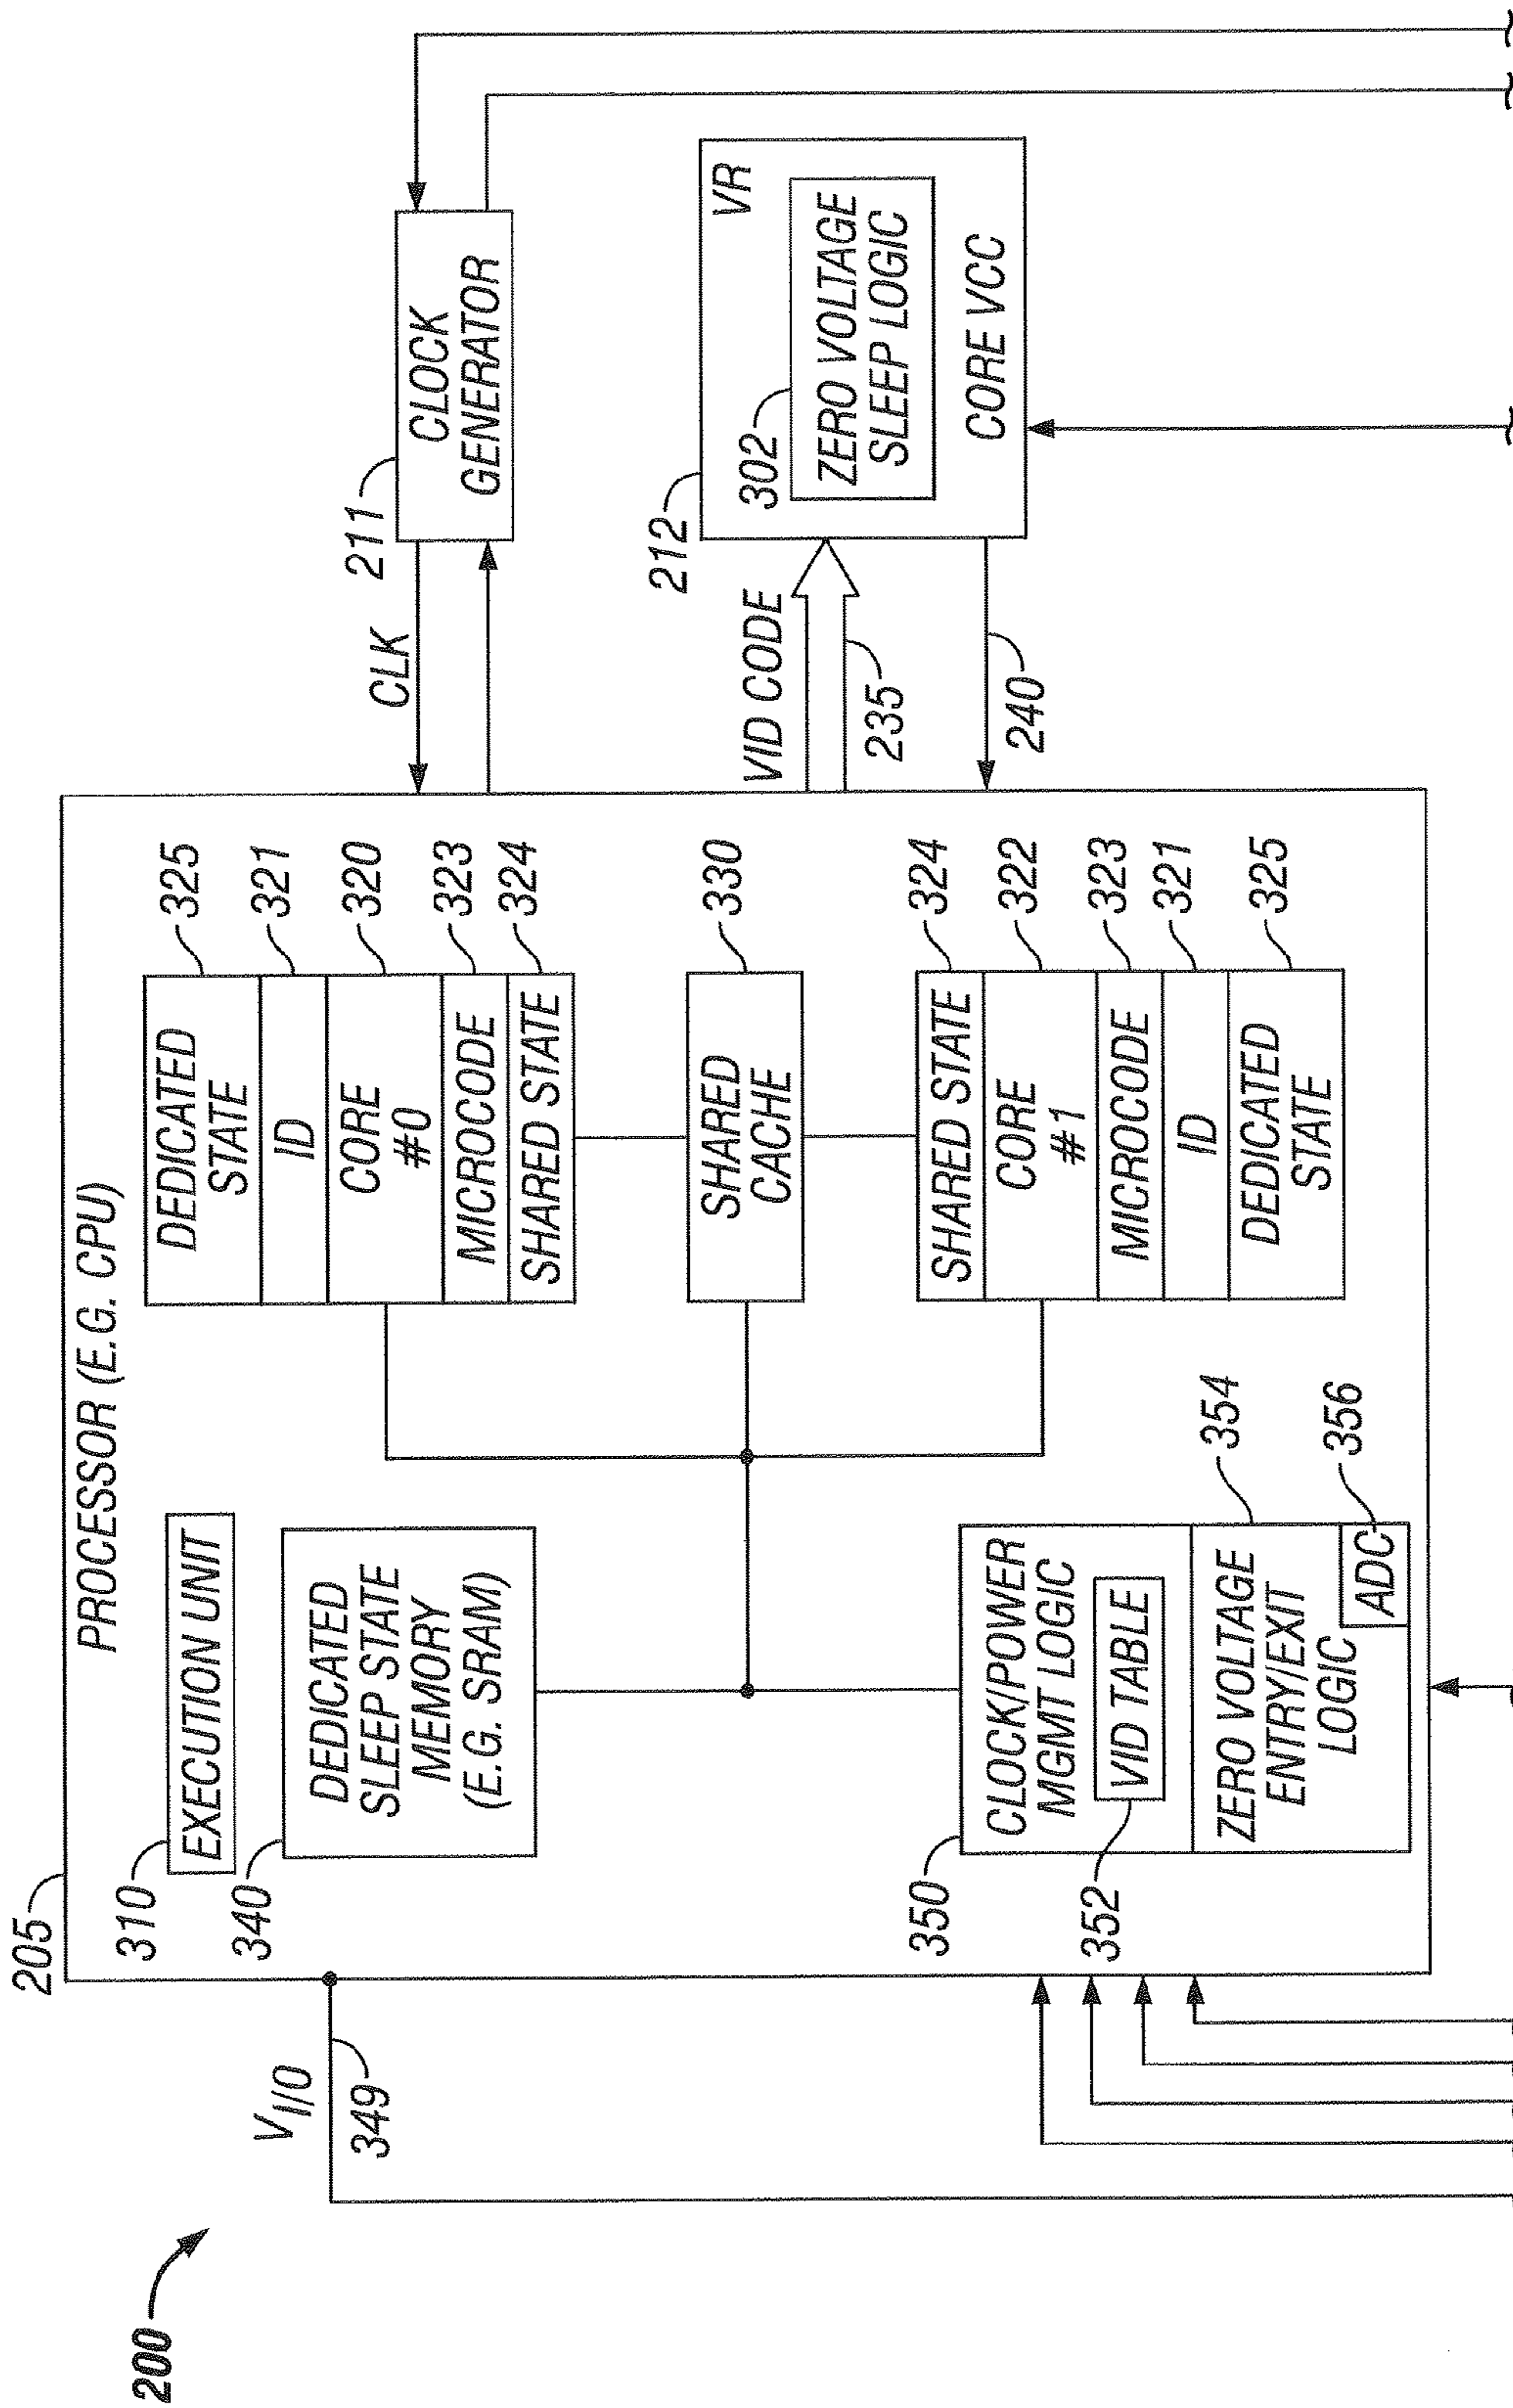 200
205
PROCESSOR (E.G. CPU)
310
EXECUTION UNIT
340
DEDICATED
SLEEP STATE
MEMORY
(E.G. SRAM)
V I/O
349
350
CLOCK/POWER
MGMT LOGIC
352
VID TABLE
ZERO VOLTAGE
ENTRY/EXIT
LOGIC
354
ADC
356
DEDICATED
STATE
325
ID
321
CORE
#0
320
MICROCODE
323
SHARED STATE
324
SHARED
CACHE
330
SHARED STATE
324
CORE
#1
322
MICROCODE
323
ID
321
DEDICATED
STATE
325
CLK
211
CLOCK
GENERATOR
VID CODE
235
240
212
VR
302
ZERO VOLTAGE
SLEEP LOGIC
CORE VCC